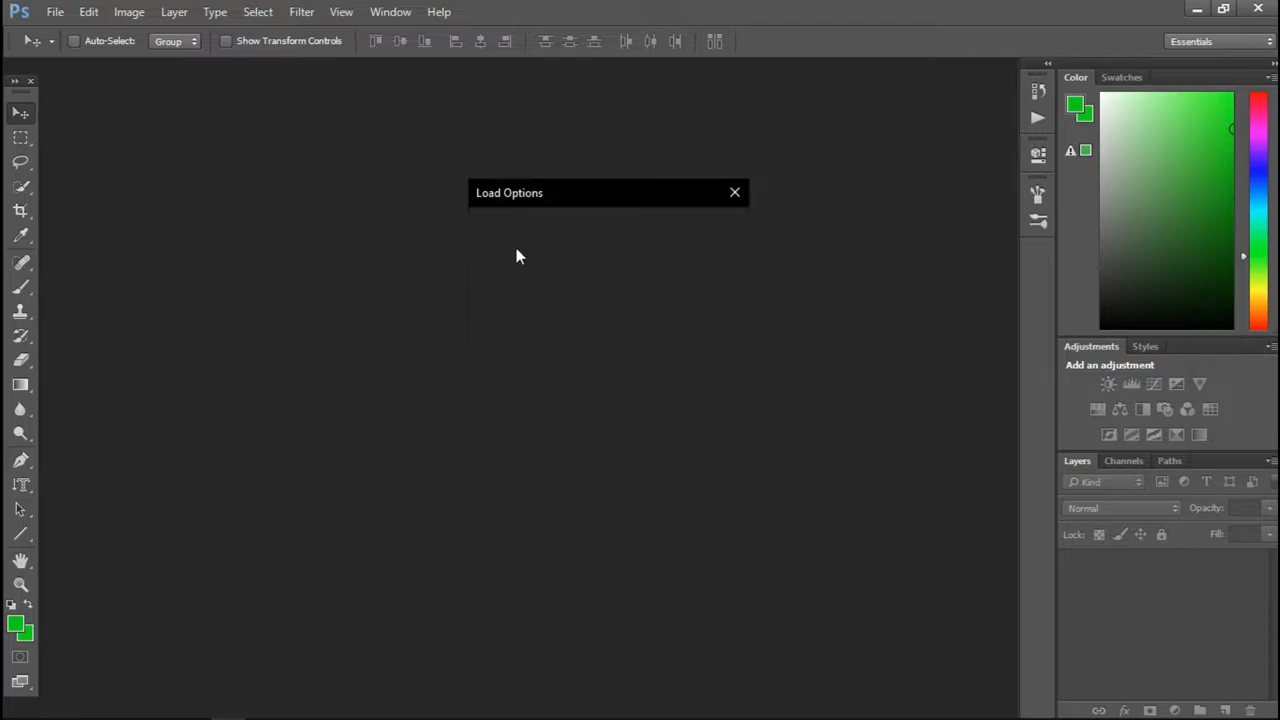 Ps File Edit Image Layer Type Select Filter View Window Help
Auto-Select: Group Show Transform Controls Essentials
Color Swatches
Load Options
Adjustments Styles
Add an adjustment
Layers Channels Paths
Kind
Normal Opacity:
Lock: Fill:
fx